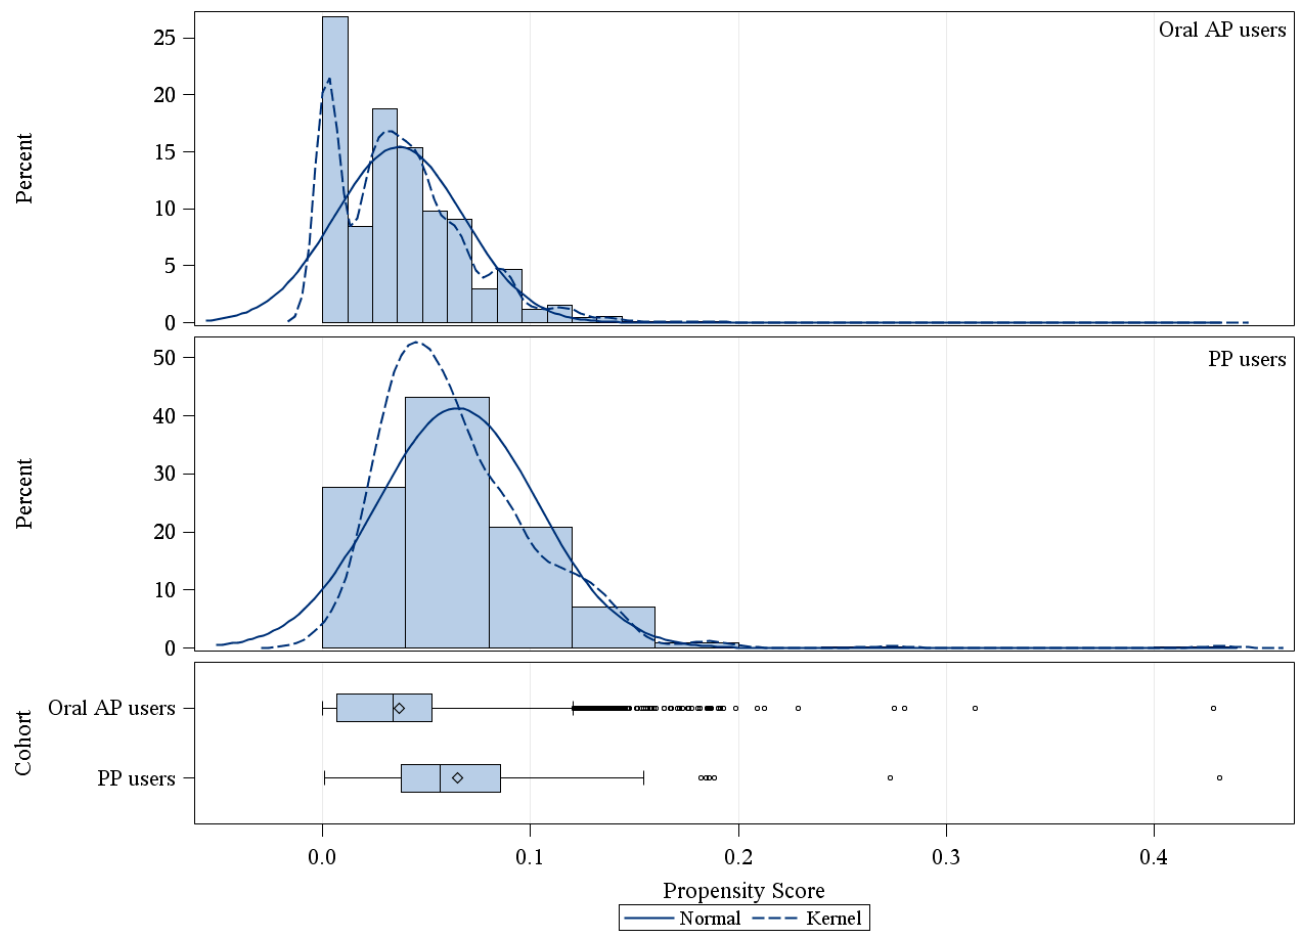 Oral AP users
Percent
25
20
15
10
5
0
PP users
Percent
50
40
30
20
10
0
Cohort
Oral AP users
PP users
0.0 0.1 0.2 0.3 0.4
Propensity Score
Normal Kernel